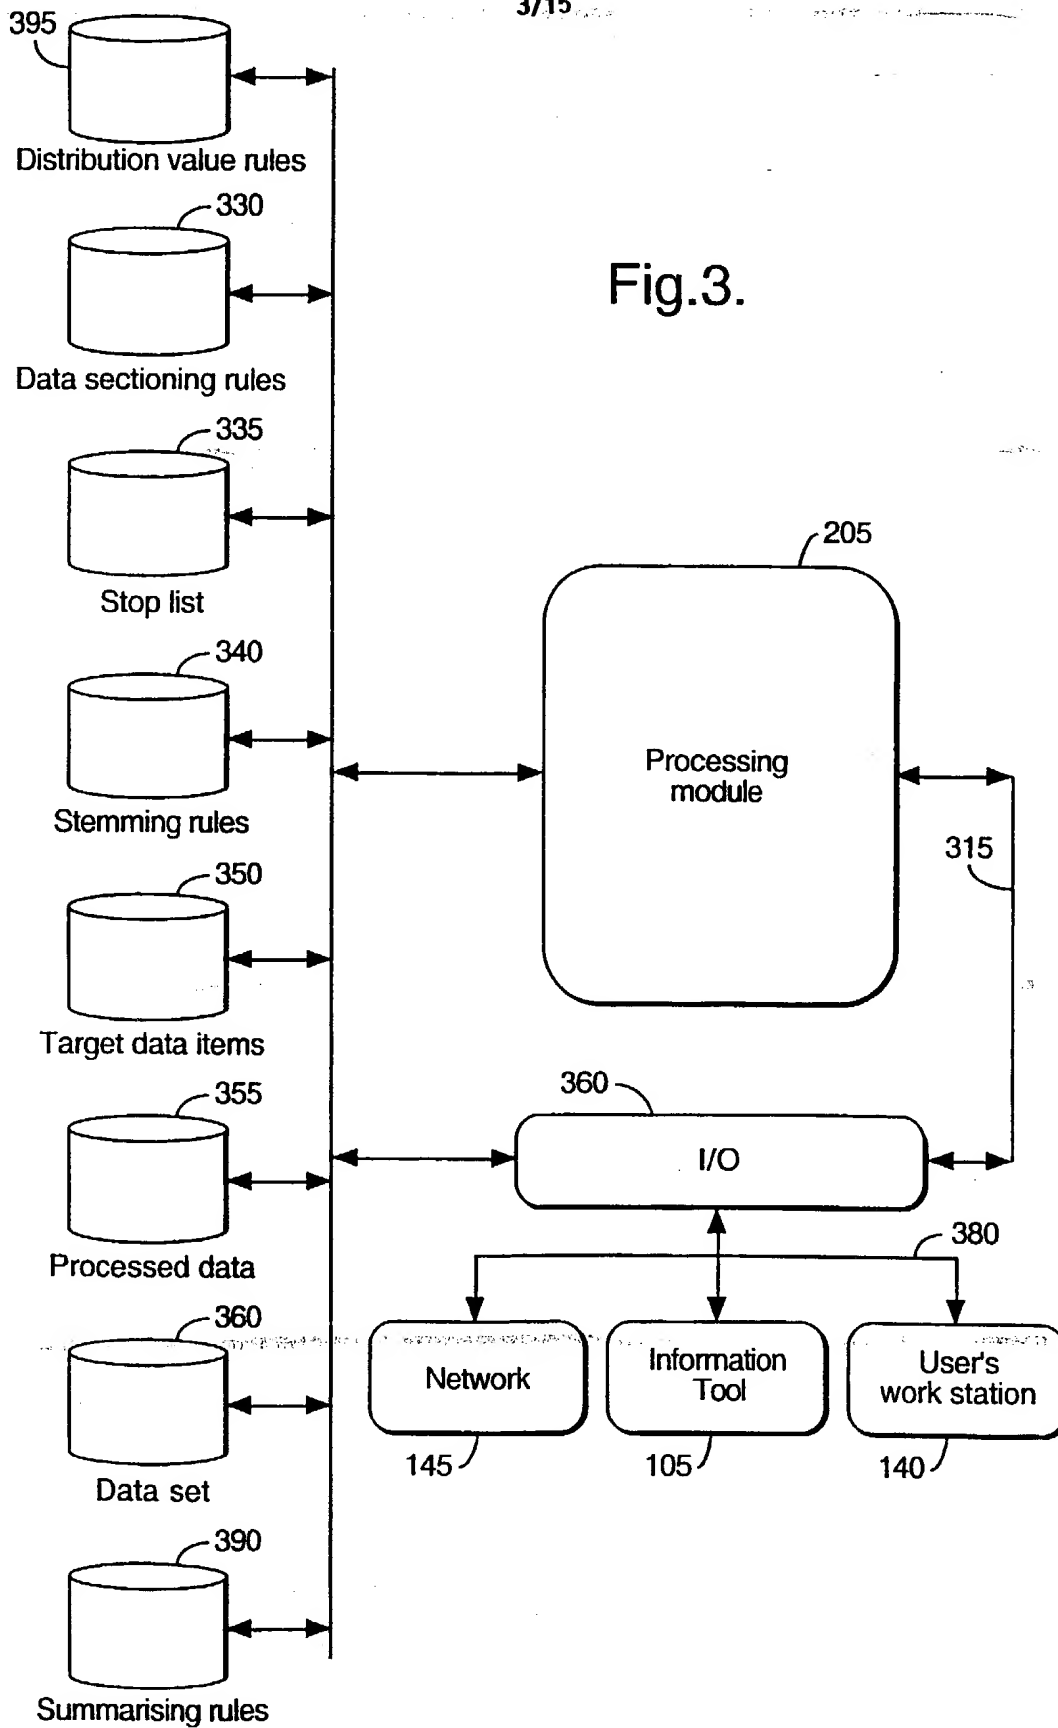 3/15
395
Distribution value rules
330
Fig.3.
Data sectioning rules
335
Stop list
205
340
Processing
module
Stemming rules
315
350
Target data items
355
360
I/O
380
Processed data
360
Network
Information
Tool
User's
work station
145
105
140
Data set
390
Summarising rules